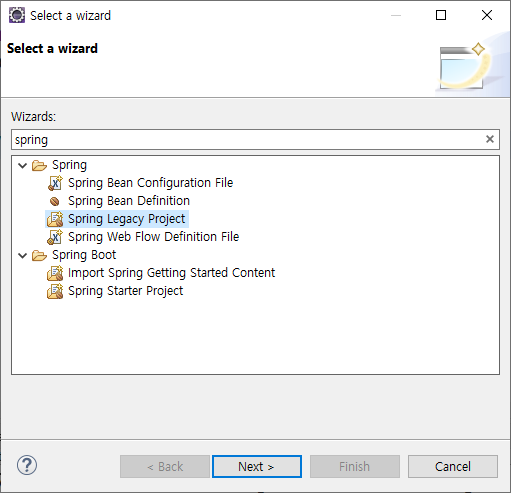 Select a wizard
Select a wizard
Wizards:
spring
Spring
Spring Bean Configuration File
Spring Bean Definition
Spring Legacy Project
Spring Web Flow Definition File
Spring Boot
Import Spring Getting Started Content
Spring Starter Project
< Back Next > Finish Cancel